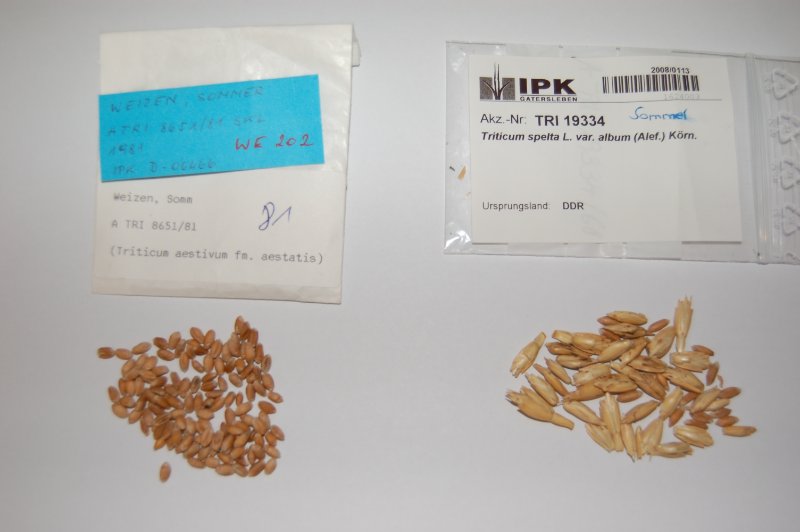 WEIZEN, SOMMER
ATRI 8651/81 SKL
1981
WE 202
IPK D-06466
Weizen, Somm
A TRI 8651/81
81
(Triticum aestivum fm. aestatis)
IPK
GATERSLEBEN
2008/0113
Akz.-Nr: TRI 19334
Sommer
Triticum spelta L. var. album (Alef.) Körn.
Ursprungsland: DDR